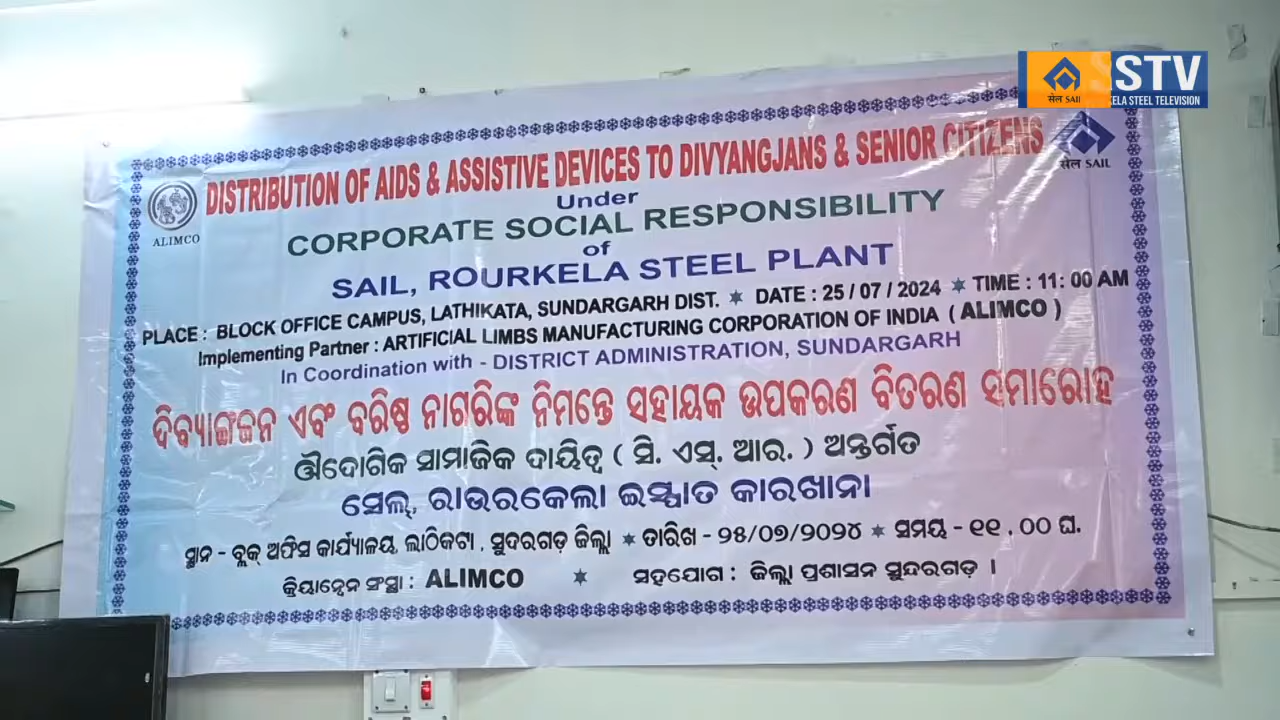 सेल SAIL
STV
KELA STEEL TELEVISION
DISTRIBUTION OF AIDS & ASSISTIVE DEVICES TO DIVYANGJANS & SENIOR CITIZENS
सेल SAIL
ALIMCO
Under
CORPORATE SOCIAL RESPONSIBILITY
of
SAIL, ROURKELA STEEL PLANT
PLACE : BLOCK OFFICE CAMPUS, LATHIKATA, SUNDARGARH DIST. ✶ DATE : 25 / 07 / 2024 ✶ TIME : 11: 00 AM
Implementing Partner : ARTIFICIAL LIMBS MANUFACTURING CORPORATION OF INDIA ( ALIMCO )
In Coordination with - DISTRICT ADMINISTRATION, SUNDARGARH
ଦିବ୍ୟାଙ୍ଗଜନ ଏବଂ ବରିଷ୍ଠ ନାଗରିଙ୍କ ନିମନ୍ତେ ସହାୟକ ଉପକରଣ ବିତରଣ ସମାରୋହ
ଔଦୋଗିକ ସାମାଜିକ ଦାୟିତ୍ୱ ( ସି. ଏସ୍. ଆର. ) ଅନ୍ତର୍ଗତ
ସେଲ୍, ରାଉରକେଲା ଇସ୍ପାତ କାରଖାନା
ସ୍ଥାନ - ବ୍ଲକ୍ ଅଫିସ କାର୍ଯ୍ୟାଳୟ, ଲାଠିକଟା , ସୁଦରଗଡ଼ ଜିଲ୍ଲା ✶ ତାରିଖ - ୨୫/୦୭/୨୦୨୪ ✶ ସମୟ - ୧୧ . ୦୦ ଘ.
କ୍ରିୟାନ୍ୱେନ ସଂସ୍ଥା : ALIMCO ✶ ସହଯୋଗ : ଜିଲ୍ଲା ପ୍ରଶାସନ ସୁନ୍ଦରଗଡ଼ ।